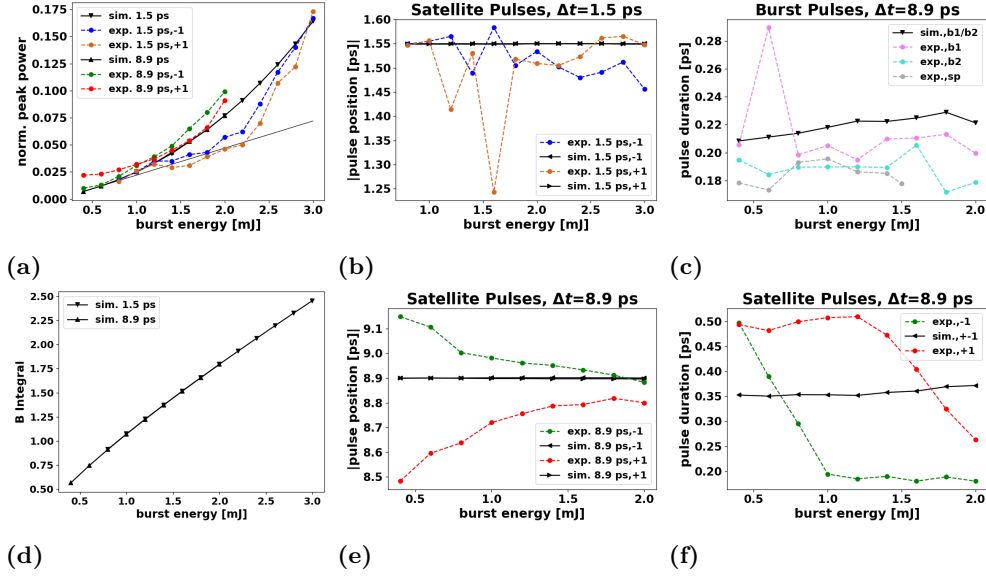 norm. peak power
0.175
0.150
0.125
0.100
0.075
0.050
0.025
0.000
sim. 1.5 ps
exp. 1.5 ps,-1
exp. 1.5 ps,+1
sim. 8.9 ps
exp. 8.9 ps,-1
exp. 8.9 ps,+1
0.5 1.0 1.5 2.0 2.5 3.0
burst energy [mJ]
(a)
Satellite Pulses, Δt=1.5 ps
|pulse position [ps]|
1.60
1.55
1.50
1.45
1.40
1.35
1.30
1.25
exp. 1.5 ps,-1
sim. 1.5 ps,-1
exp. 1.5 ps,+1
sim. 1.5 ps,+1
1.0 1.5 2.0 2.5 3.0
burst energy [mJ]
(b)
Burst Pulses, Δt=8.9 ps
pulse duration [ps]
0.28
0.26
0.24
0.22
0.20
0.18
sim.,b1/b2
exp.,b1
exp.,b2
exp.,sp
0.5 1.0 1.5 2.0
burst energy [mJ]
(c)
B Integral
2.50
2.25
2.00
1.75
1.50
1.25
1.00
0.75
0.50
sim. 1.5 ps
sim. 8.9 ps
0.5 1.0 1.5 2.0 2.5 3.0
burst energy [mJ]
(d)
Satellite Pulses, Δt=8.9 ps
|pulse position [ps]|
9.1
9.0
8.9
8.8
8.7
8.6
8.5
exp. 8.9 ps,-1
sim. 8.9 ps,-1
exp. 8.9 ps,+1
sim. 8.9 ps,+1
0.5 1.0 1.5 2.0
burst energy [mJ]
(e)
Satellite Pulses, Δt=8.9 ps
pulse duration [ps]
0.50
0.45
0.40
0.35
0.30
0.25
0.20
exp.,-1
sim.,+-1
exp.,+1
0.5 1.0 1.5 2.0
burst energy [mJ]
(f)